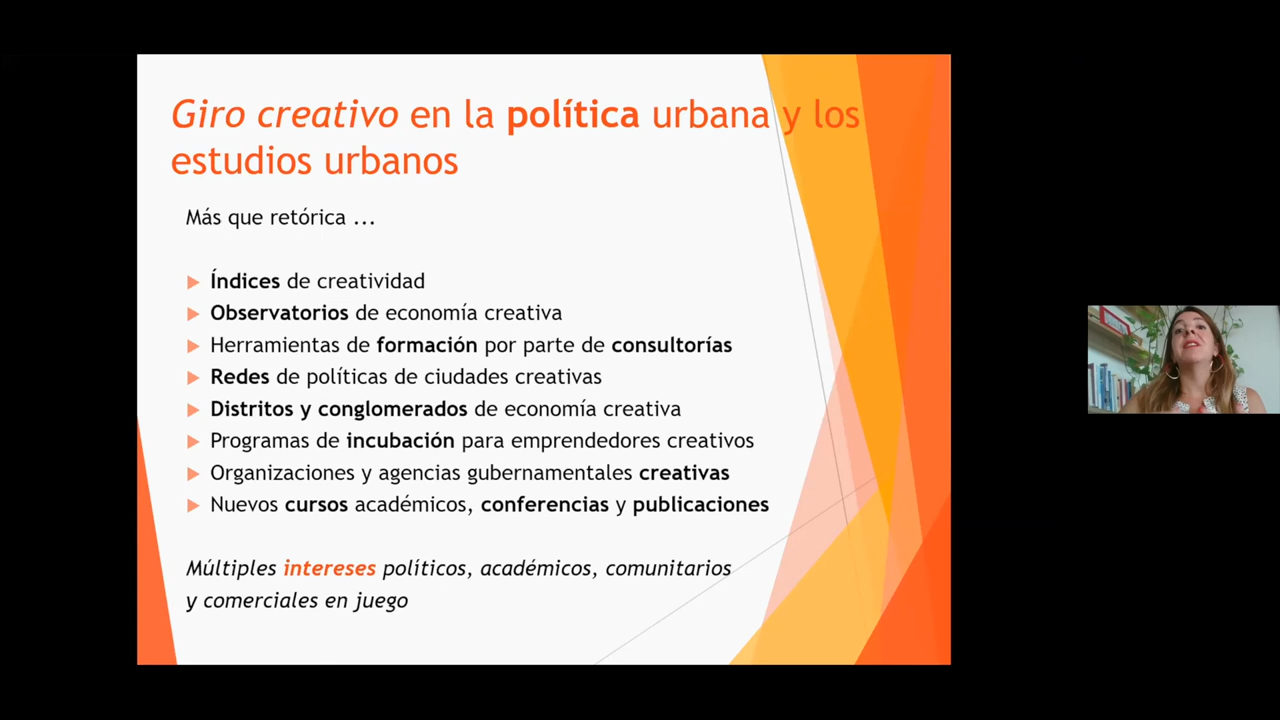 Giro creativo en la política urbana y los
estudios urbanos
Más que retórica ...
Índices de creatividad
Observatorios de economía creativa
Herramientas de formación por parte de consultorías
Redes de políticas de ciudades creativas
Distritos y conglomerados de economía creativa
Programas de incubación para emprendedores creativos
Organizaciones y agencias gubernamentales creativas
Nuevos cursos académicos, conferencias y publicaciones
Múltiples intereses políticos, académicos, comunitarios
y comerciales en juego